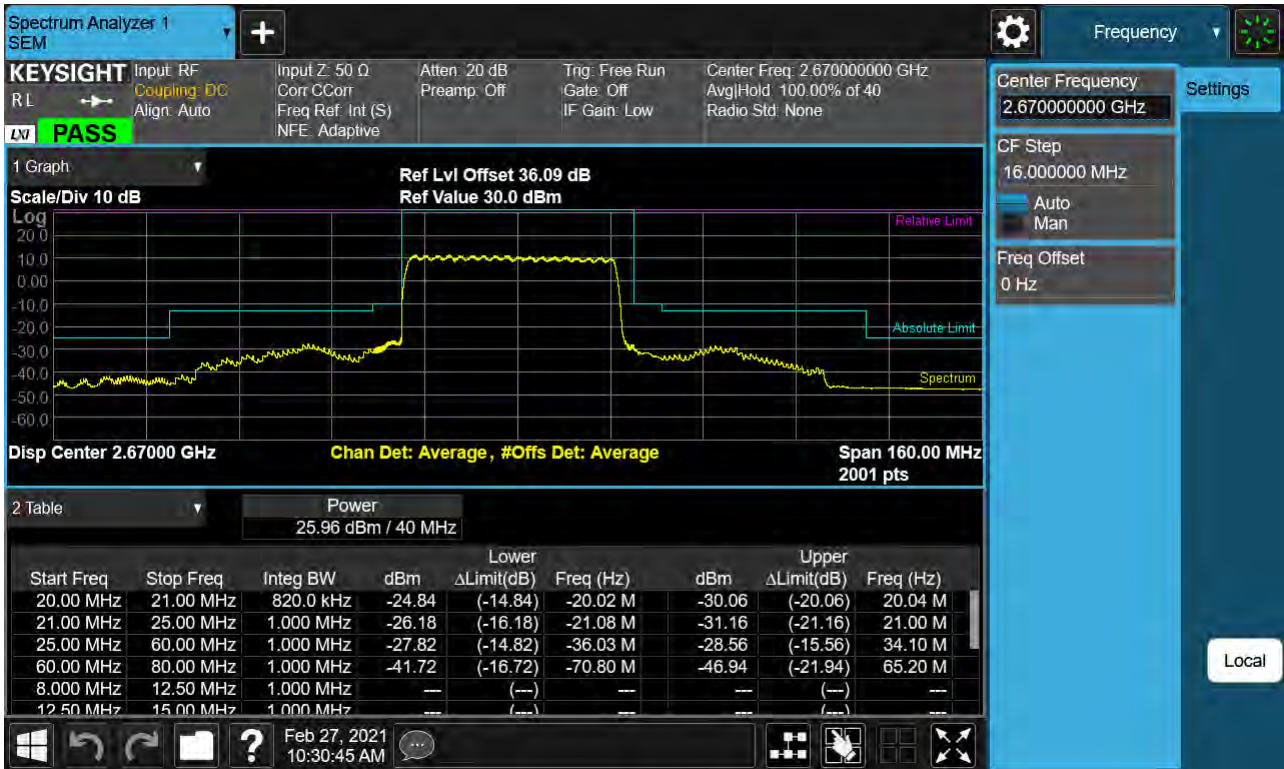 Spectrum Analyzer 1
SEM
Frequency
KEYSIGHT
R L
LXI
PASS
Input: RF
Coupling: DC
Align: Auto
Input Z: 50 Ω
Corr CCorr
Freq Ref: Int (S)
NFE: Adaptive
Atten: 20 dB
Preamp: Off
Trig: Free Run
Gate: Off
IF Gain: Low
Center Freq: 2.670000000 GHz
Avg|Hold: 100.00% of 40
Radio Std: None
Center Frequency
2.670000000 GHz
Settings
CF Step
16.000000 MHz
Auto
Man
Freq Offset
0 Hz
Local
1 Graph
Scale/Div 10 dB
Ref Lvl Offset 36.09 dB
Ref Value 30.0 dBm
Log
20.0
10.0
0.00
-10.0
-20.0
-30.0
-40.0
-50.0
-60.0
Relative Limit
Absolute Limit
Spectrum
Disp Center 2.67000 GHz
Chan Det: Average, #Offs Det: Average
Span 160.00 MHz
2001 pts
2 Table
Power
25.96 dBm / 40 MHz
Lower Upper
Start Freq Stop Freq Integ BW dBm ΔLimit(dB) Freq (Hz) dBm ΔLimit(dB) Freq (Hz)
20.00 MHz 21.00 MHz 820.0 kHz -24.84 (-14.84) -20.02 M -30.06 (-20.06) 20.04 M
21.00 MHz 25.00 MHz 1.000 MHz -26.18 (-16.18) -21.08 M -31.16 (-21.16) 21.00 M
25.00 MHz 60.00 MHz 1.000 MHz -27.82 (-14.82) -36.03 M -28.56 (-15.56) 34.10 M
60.00 MHz 80.00 MHz 1.000 MHz -41.72 (-16.72) -70.80 M -46.94 (-21.94) 65.20 M
8.000 MHz 12.50 MHz 1.000 MHz --- (---) --- --- (---) ---
12.50 MHz 15.00 MHz 1.000 MHz --- (---) --- --- (---) ---
?
Feb 27, 2021
10:30:45 AM